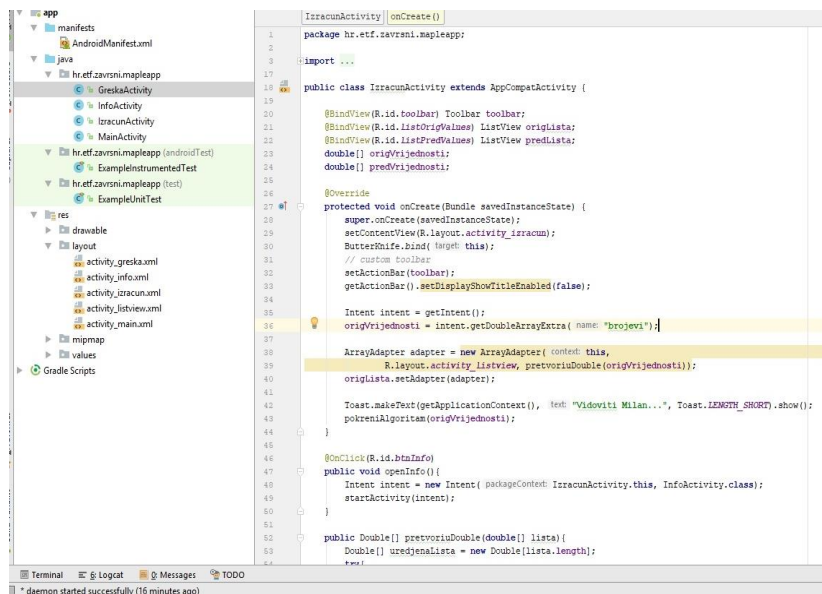 app
manifests
AndroidManifest.xml
java
hr.etf.zavrsni.mapleapp
GreskaActivity
InfoActivity
IzracunActivity
MainActivity
hr.etf.zavrsni.mapleapp (androidTest)
ExampleInstrumentedTest
hr.etf.zavrsni.mapleapp (test)
ExampleUnitTest
res
drawable
layout
activity_greska.xml
activity_info.xml
activity_izracun.xml
activity_listview.xml
activity_main.xml
mipmap
values
Gradle Scripts
IzracunActivity onCreate()
1 package hr.etf.zavrsni.mapleapp;
2
3 import ...
17
18 public class IzracunActivity extends AppCompatActivity {
19
20 @BindView(R.id.toolbar) Toolbar toolbar;
21 @BindView(R.id.listOrigValues) ListView origLista;
22 @BindView(R.id.listPredValues) ListView predLista;
23 double[] origVrijednosti;
24 double[] predVrijednosti;
25
26 @Override
27 protected void onCreate(Bundle savedInstanceState) {
28 super.onCreate(savedInstanceState);
29 setContentView(R.layout.activity_izracun);
30 ButterKnife.bind( target: this);
31 // custom toolbar
32 setActionBar(toolbar);
33 getActionBar().setDisplayShowTitleEnabled(false);
34
35 Intent intent = getIntent();
36 origVrijednosti = intent.getDoubleArrayExtra( name: "brojevi");
37
38 ArrayAdapter adapter = new ArrayAdapter( context: this,
39 R.layout.activity_listview, pretvoriuDouble(origVrijednosti));
40 origLista.setAdapter(adapter);
41
42 Toast.makeText(getApplicationContext(), text: "Vidoviti Milan...", Toast.LENGTH_SHORT).show();
43 pokreniAlgoritam(origVrijednosti);
44 }
45
46 @OnClick(R.id.btnInfo)
47 public void openInfo(){
48 Intent intent = new Intent( packageContext: IzracunActivity.this, InfoActivity.class);
49 startActivity(intent);
50 }
51
52 public Double[] pretvoriuDouble(double[] lista){
53 Double[] uredjenaLista = new Double[lista.length];
54 try{
Terminal 6: Logcat 0: Messages TODO
* daemon started successfully (16 minutes ago)